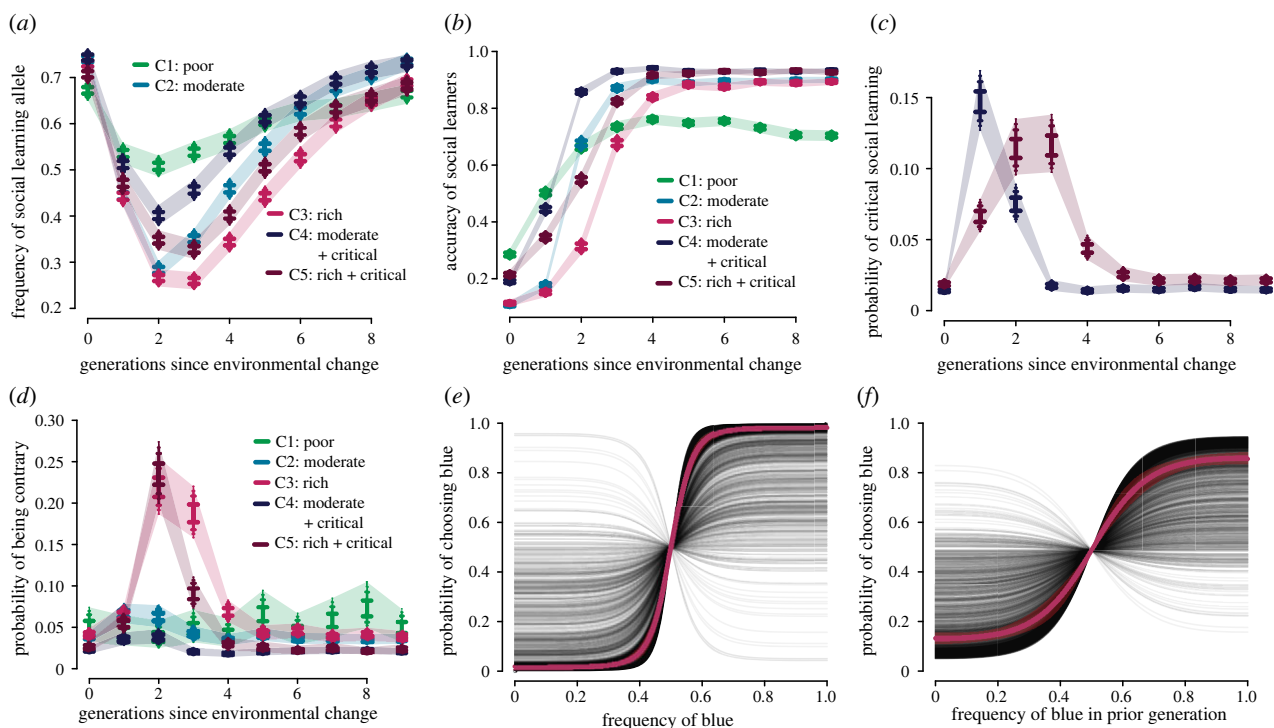 (a)
frequency of social learning allele
0.7
0.6
0.5
0.4
0.3
0.2
C1: poor
C2: moderate
C3: rich
C4: moderate
+ critical
C5: rich + critical
0 2 4 6 8
generations since environmental change
(b)
accuracy of social learners
1.0
0.8
0.6
0.4
0.2
C1: poor
C2: moderate
C3: rich
C4: moderate
+ critical
C5: rich + critical
0 2 4 6 8
generations since environmental change
(c)
probability of critical social learning
0.15
0.10
0.05
0
0 2 4 6 8
generations since environmental change
(d)
probability of being contrary
0.30
0.25
0.20
0.15
0.10
0.05
0
C1: poor
C2: moderate
C3: rich
C4: moderate
+ critical
C5: rich + critical
0 2 4 6 8
generations since environmental change
(e)
probability of choosing blue
1.0
0.8
0.6
0.4
0.2
0
0 0.2 0.4 0.6 0.8 1.0
frequency of blue
(f)
probability of choosing blue
1.0
0.8
0.6
0.4
0.2
0
0 0.2 0.4 0.6 0.8 1.0
frequency of blue in prior generation